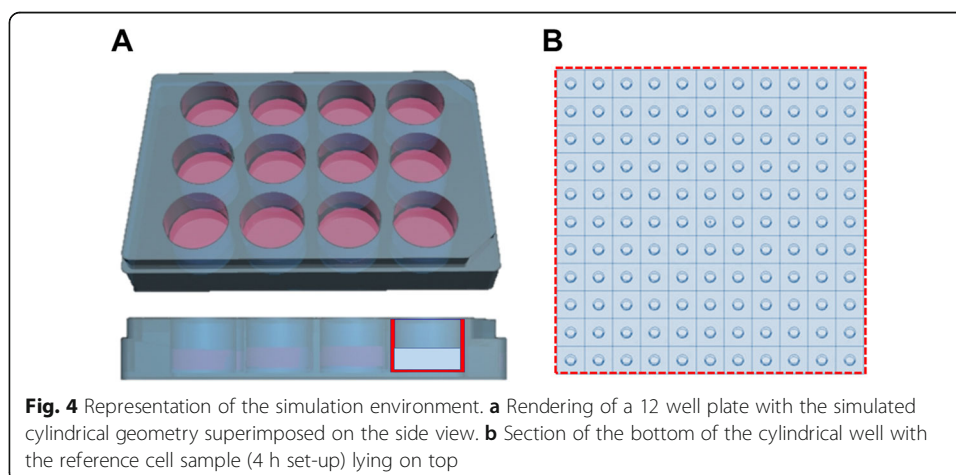 A
B
Fig. 4 Representation of the simulation environment. a Rendering of a 12 well plate with the simulated
cylindrical geometry superimposed on the side view. b Section of the bottom of the cylindrical well with
the reference cell sample (4 h set-up) lying on top